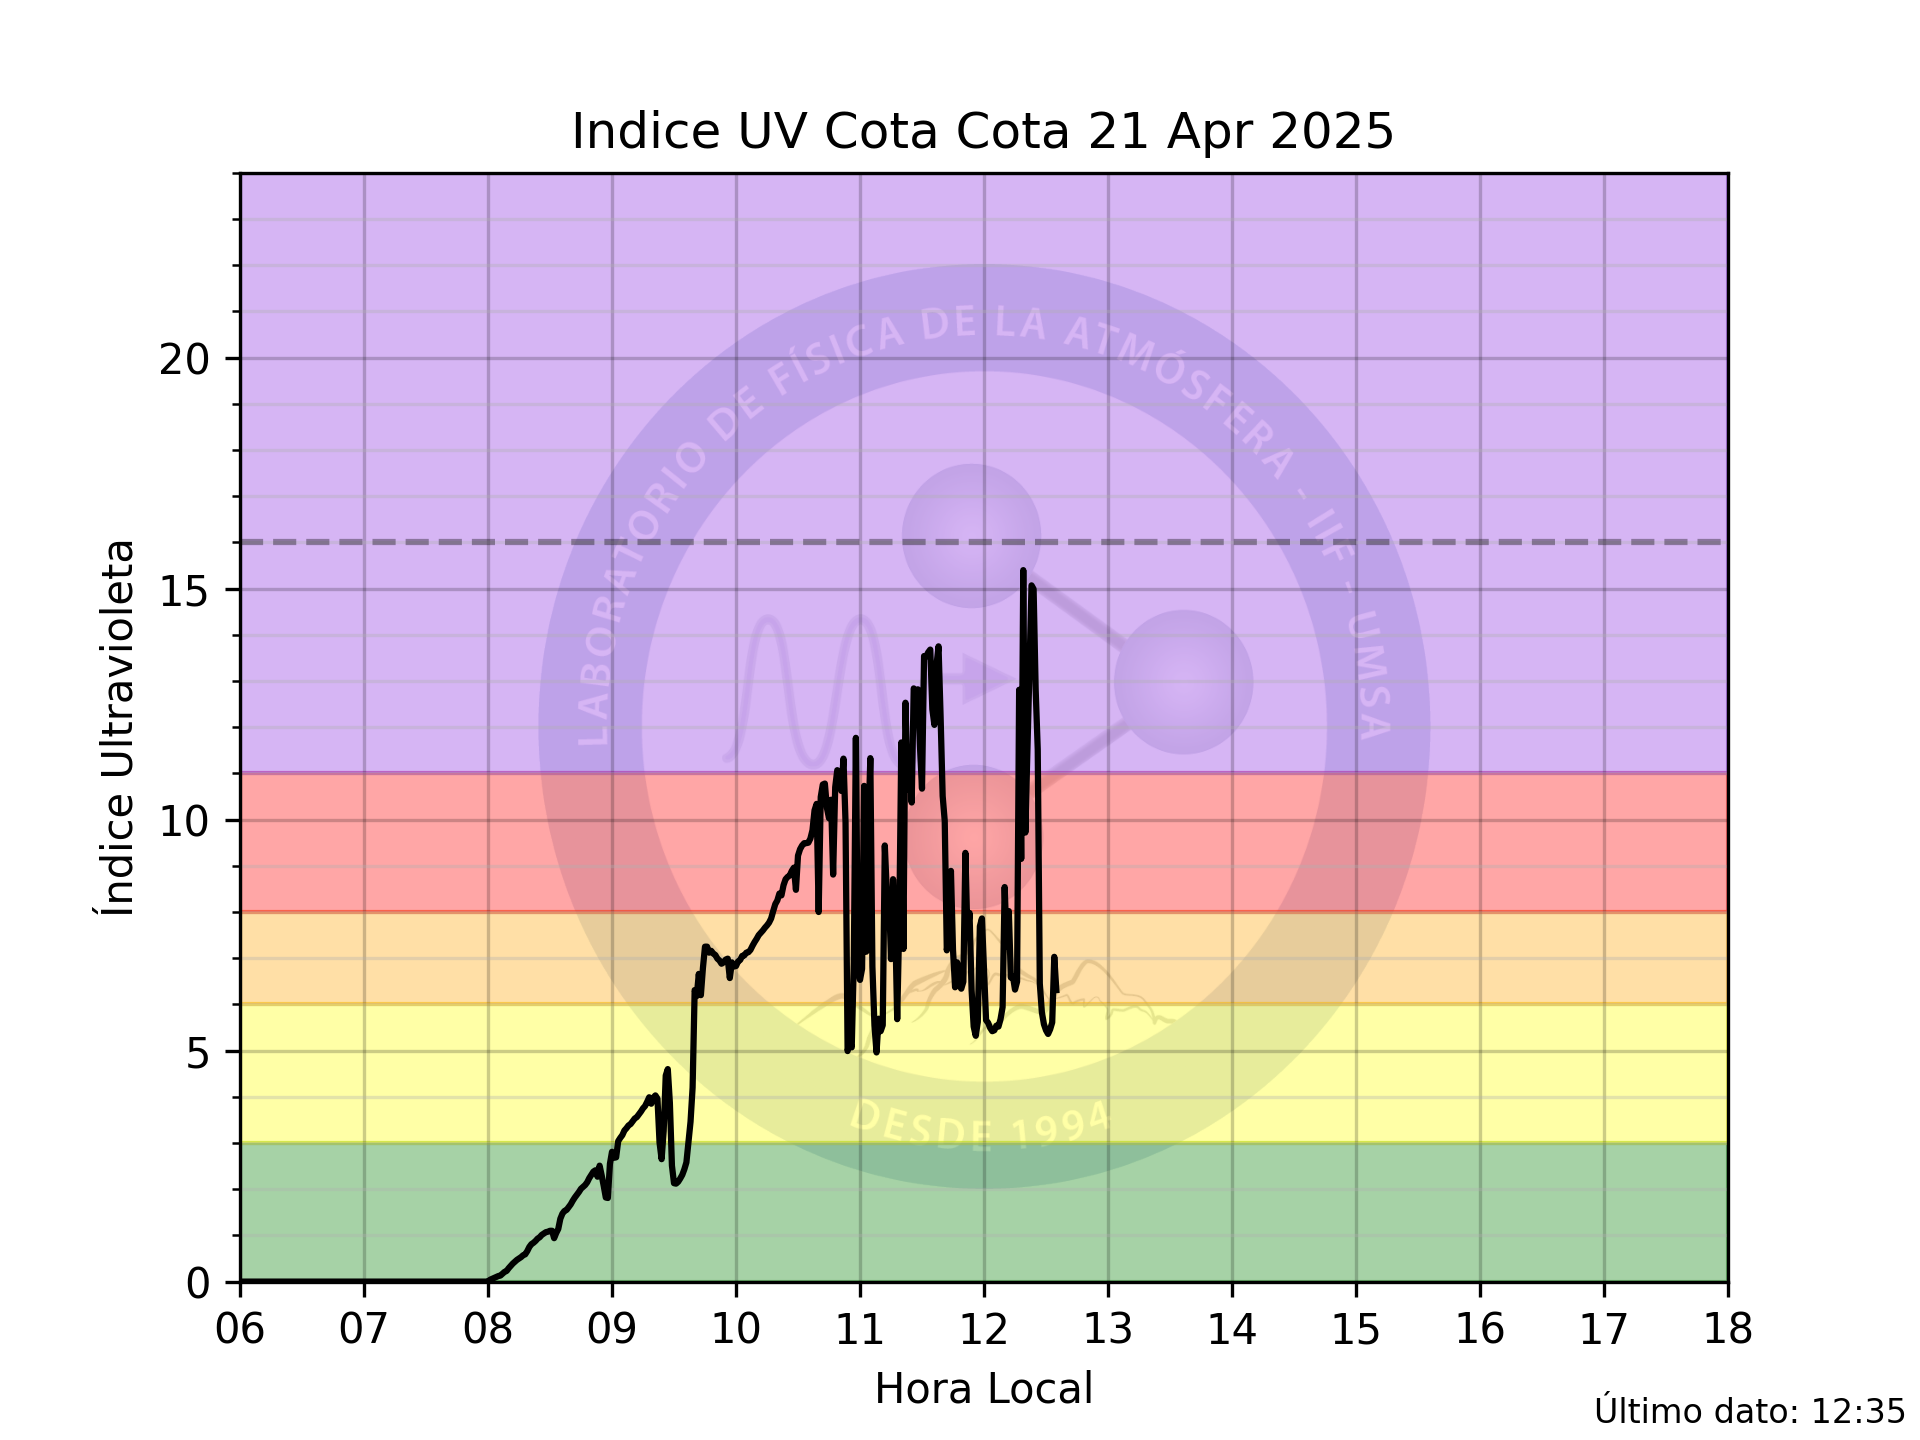 Indice UV Cota Cota 21 Apr 2025
Índice Ultravioleta
20
15
10
5
0
LABORATORIO DE FÍSICA DE LA ATMÓSFERA - IIF - UMSA
DESDE 1994
06 07 08 09 10 11 12 13 14 15 16 17 18
Hora Local
Último dato: 12:35